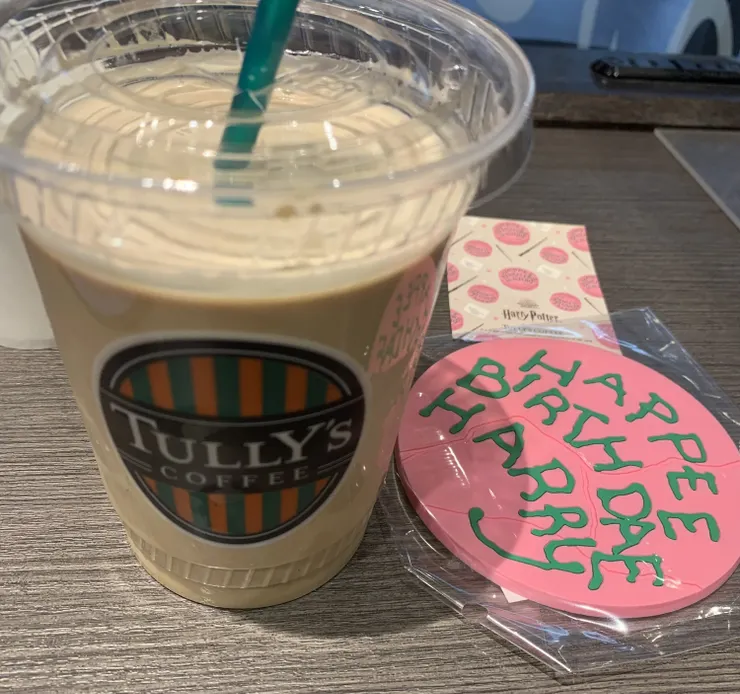 TULLY'S
COFFEE
Harry Potter
HAPPEE
BIRTHDAE
HARRY